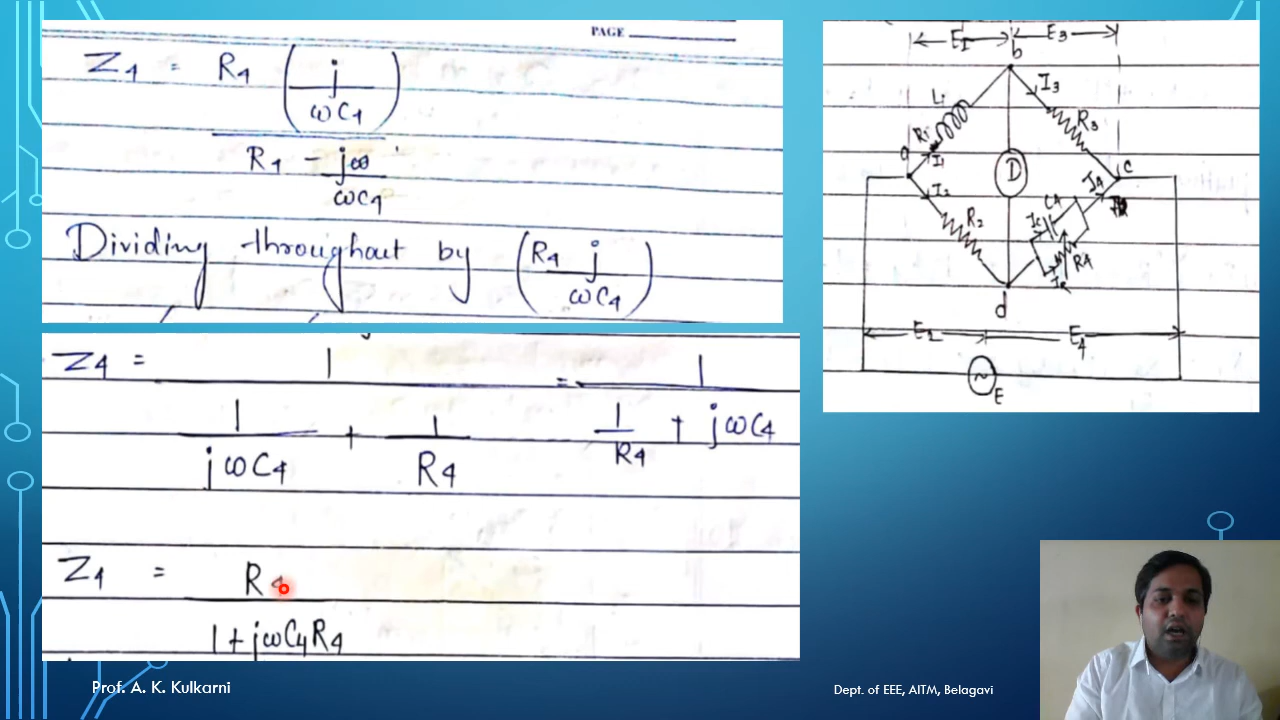 PAGE
Z4 = R4 ( j / ωC4 )
R4 - jω / ωC4
Dividing throughout by ( R4 j / ωC4 )
Z4 = 1 = 1
1 / jωC4 + 1 / R4 1 / R4 + jωC4
Z4 = R4
1 + jωC4R4
E1 E3
b
L1 I3
R1 R3
a I1 D c
I2 I4
R2 Ic C4
R4
d
E2 E4
~ E
Prof. A. K. Kulkarni
Dept. of EEE, AITM, Belagavi